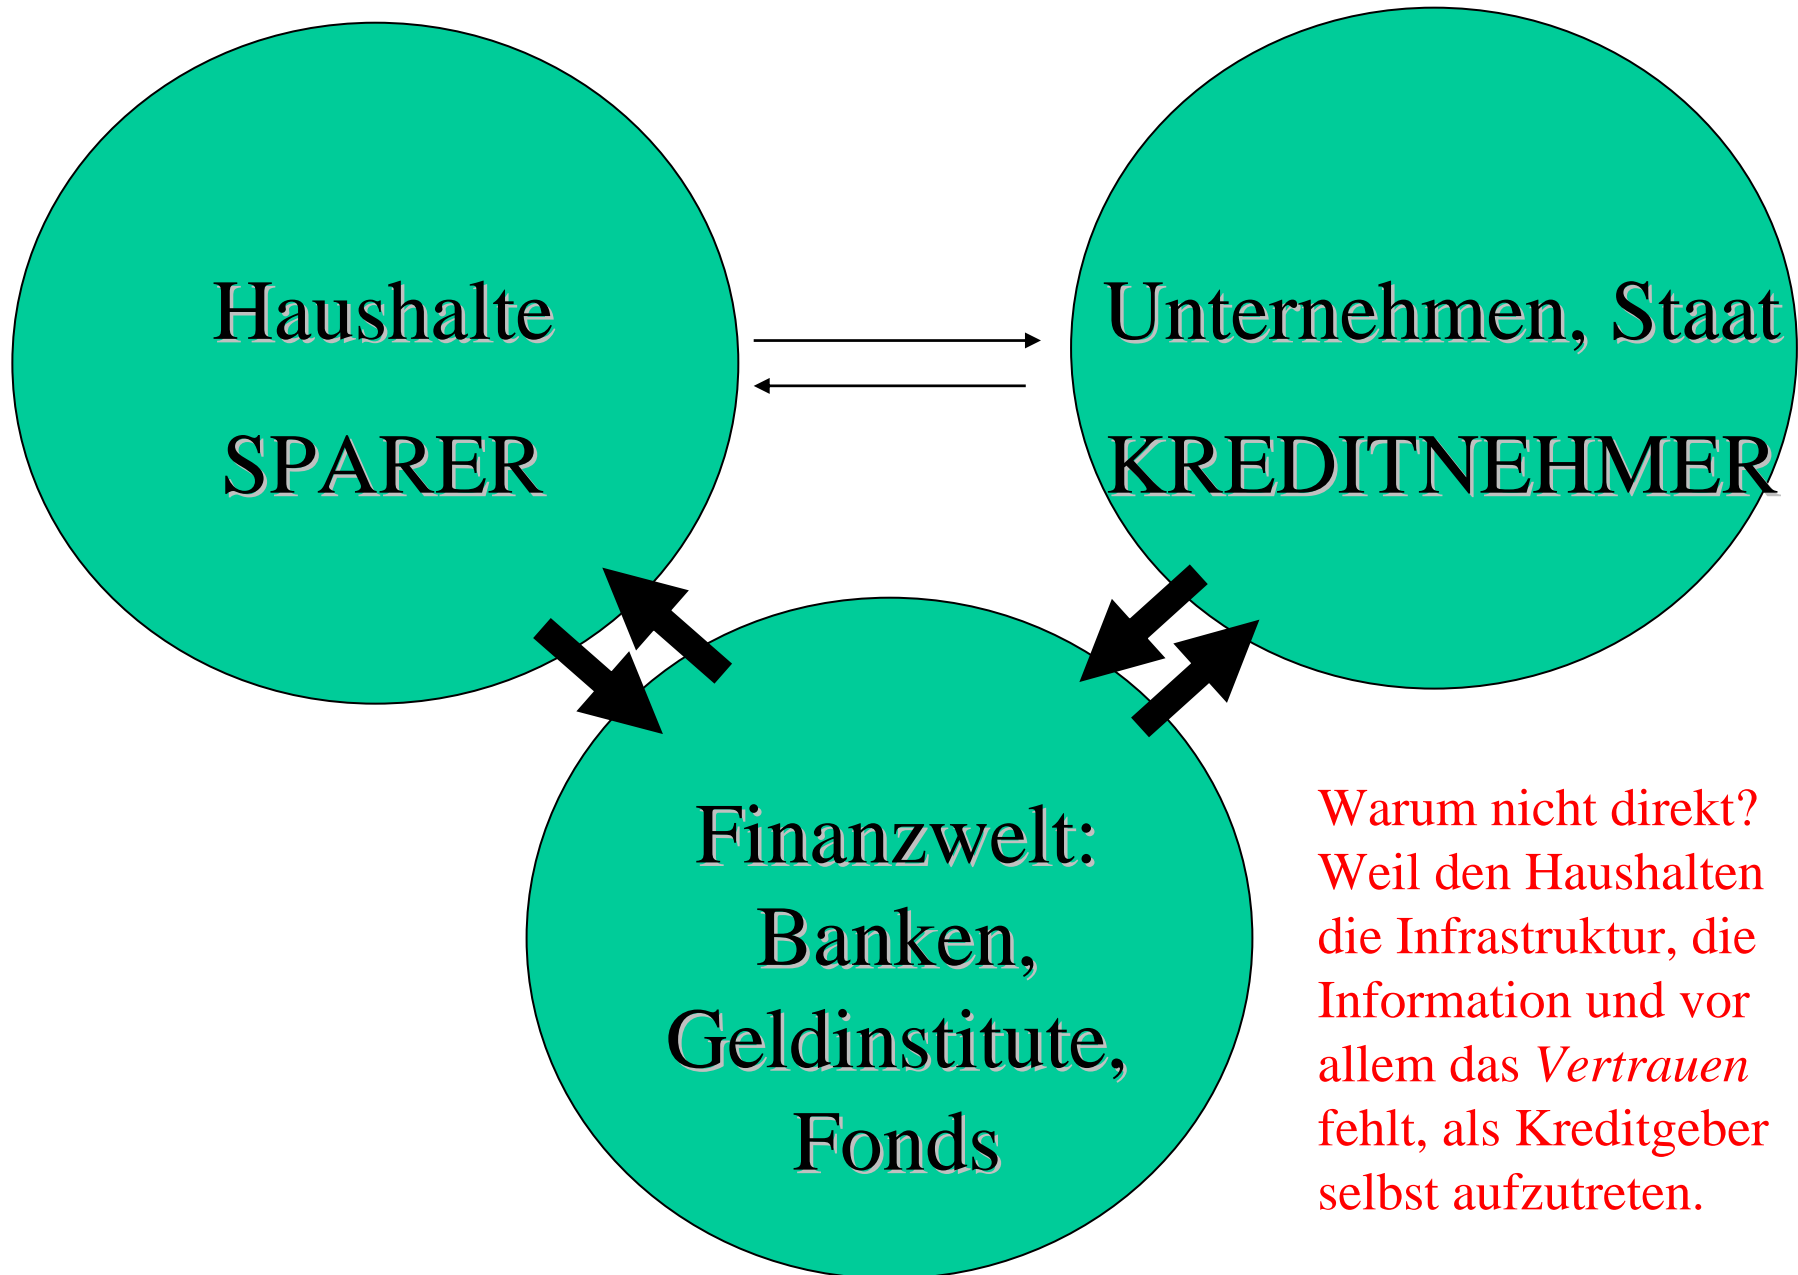 Haushalte
SPARER
Unternehmen, Staat
KREDITNEHMER
Finanzwelt:
Banken,
Geldinstitute,
Fonds
Warum nicht direkt?
Weil den Haushalten
die Infrastruktur, die
Information und vor
allem das Vertrauen
fehlt, als Kreditgeber
selbst aufzutreten.